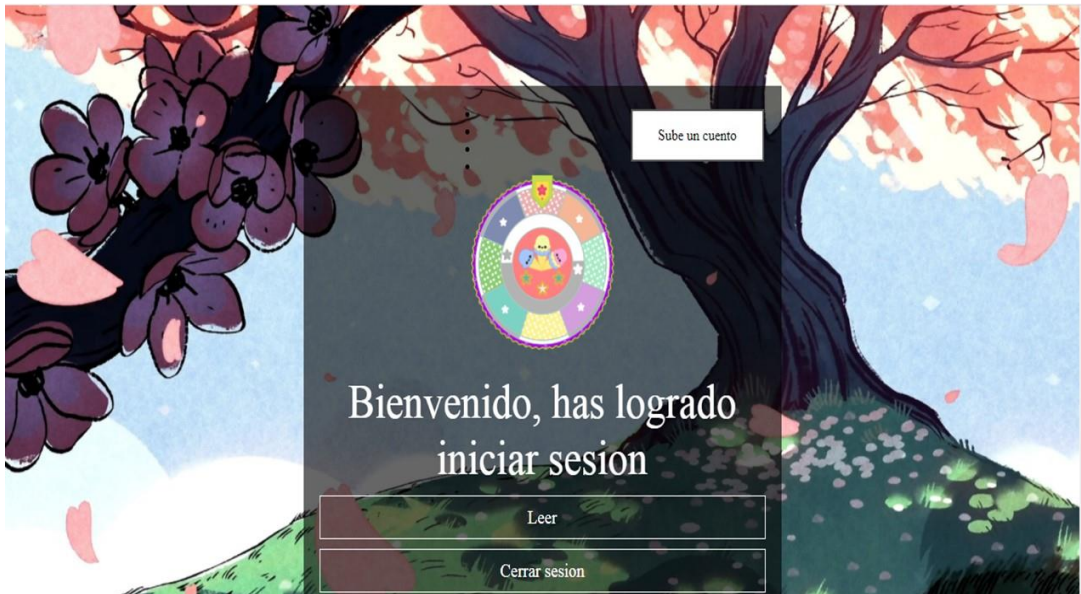 Sube un cuento
Bienvenido, has logrado
iniciar sesion
Leer
Cerrar sesion